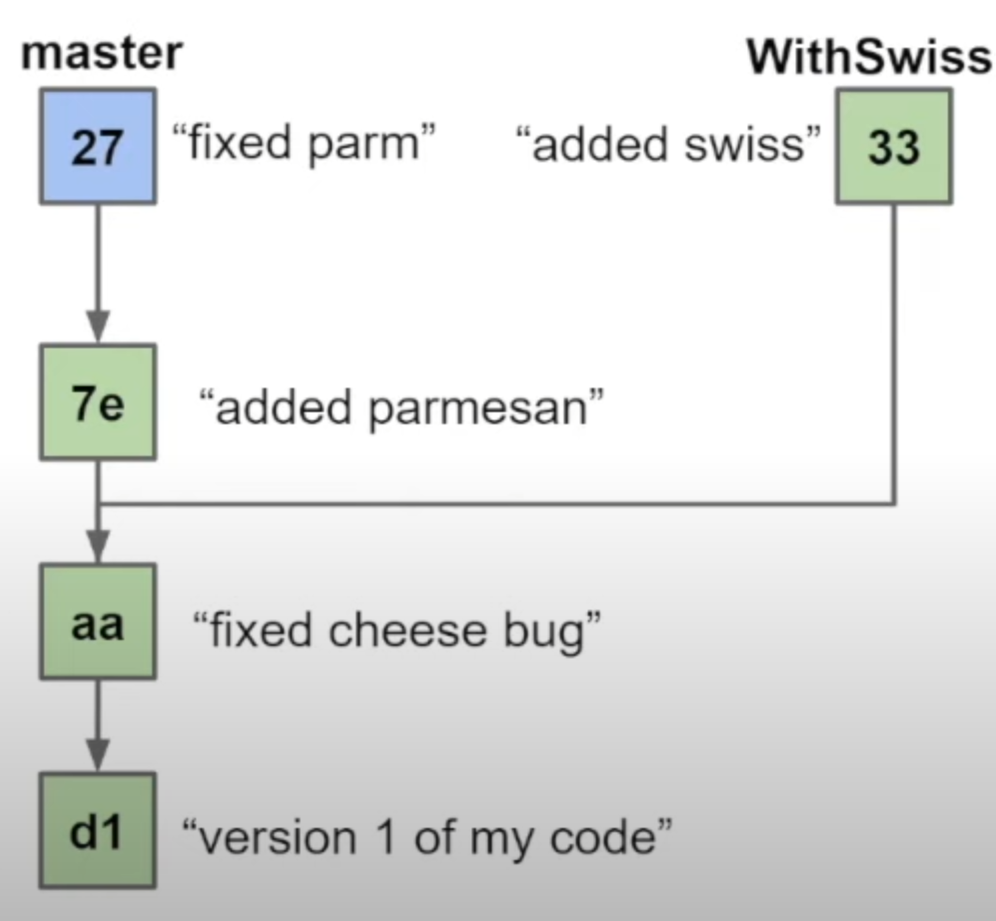 master
WithSwiss
27 “fixed parm”
“added swiss” 33
7e “added parmesan”
aa “fixed cheese bug”
d1 “version 1 of my code”